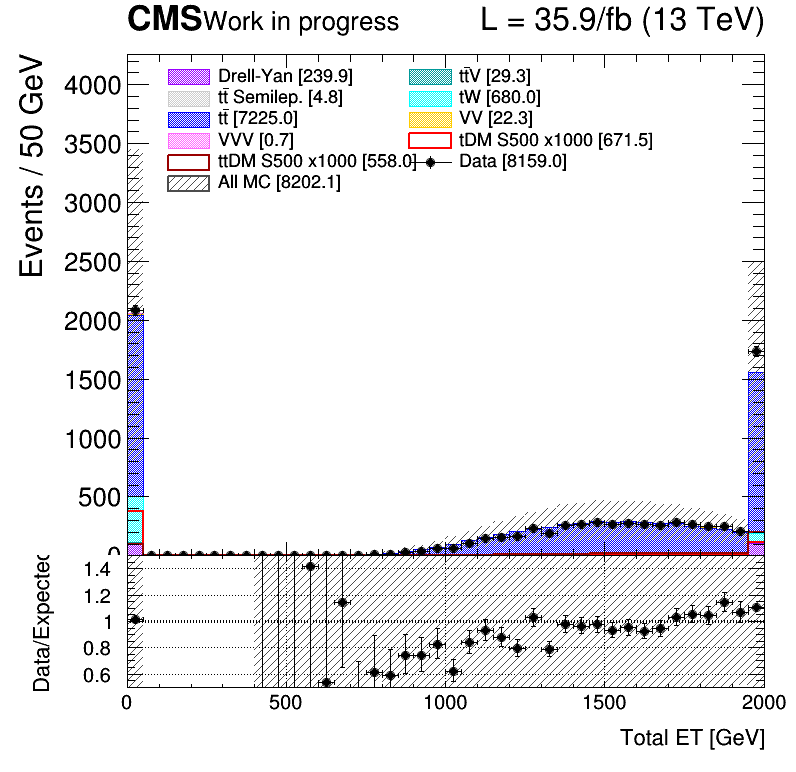 CMS Work in progress L = 35.9/fb (13 TeV)
Events / 50 GeV
4000
3500
3000
2500
2000
1500
1000
500
0
Drell-Yan [239.9]
tt̄ Semilep. [4.8]
tt̄ [7225.0]
VVV [0.7]
ttDM S500 x1000 [558.0]
All MC [8202.1]
tt̄V [29.3]
tW [680.0]
VV [22.3]
tDM S500 x1000 [671.5]
Data [8159.0]
Data/Expected
1.4
1.2
1
0.8
0.6
0 500 1000 1500 2000
Total ET [GeV]